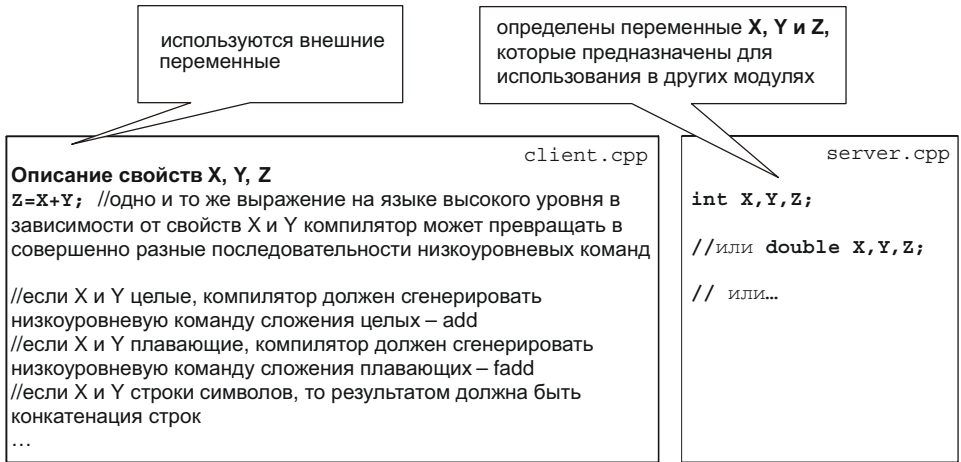 используются внешние
переменные
определены переменные X, Y и Z,
которые предназначены для
использования в других модулях
client.cpp
Описание свойств X, Y, Z
Z=X+Y; //одно и то же выражение на языке высокого уровня в
зависимости от свойств X и Y компилятор может превращать в
совершенно разные последовательности низкоуровневых команд
//если X и Y целые, компилятор должен сгенерировать
низкоуровневую команду сложения целых – add
//если X и Y плавающие, компилятор должен сгенерировать
низкоуровневую команду сложения плавающих – fadd
//если X и Y строки символов, то результатом должна быть
конкатенация строк
…
server.cpp
int X,Y,Z;
//или double X,Y,Z;
// или…